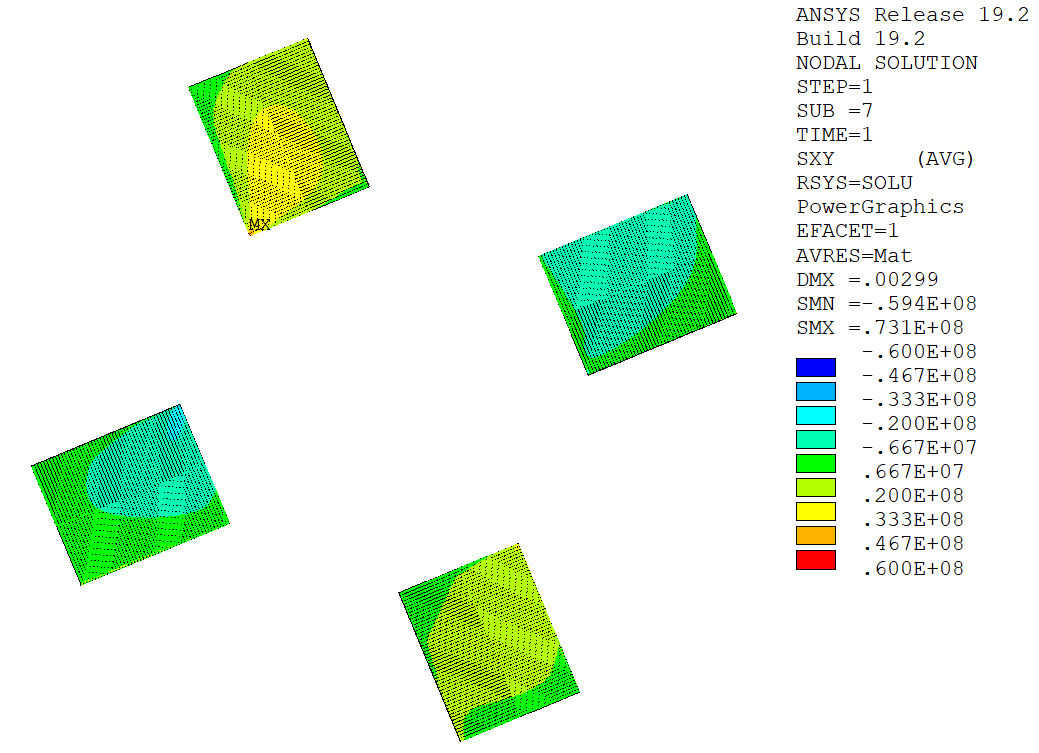 ANSYS Release 19.2
Build 19.2
NODAL SOLUTION
STEP=1
SUB =7
TIME=1
SXY (AVG)
RSYS=SOLU
PowerGraphics
EFACET=1
AVRES=Mat
DMX =.00299
SMN =-.594E+08
SMX =.731E+08
-.600E+08
-.467E+08
-.333E+08
-.200E+08
-.667E+07
.667E+07
.200E+08
.333E+08
.467E+08
.600E+08
MX